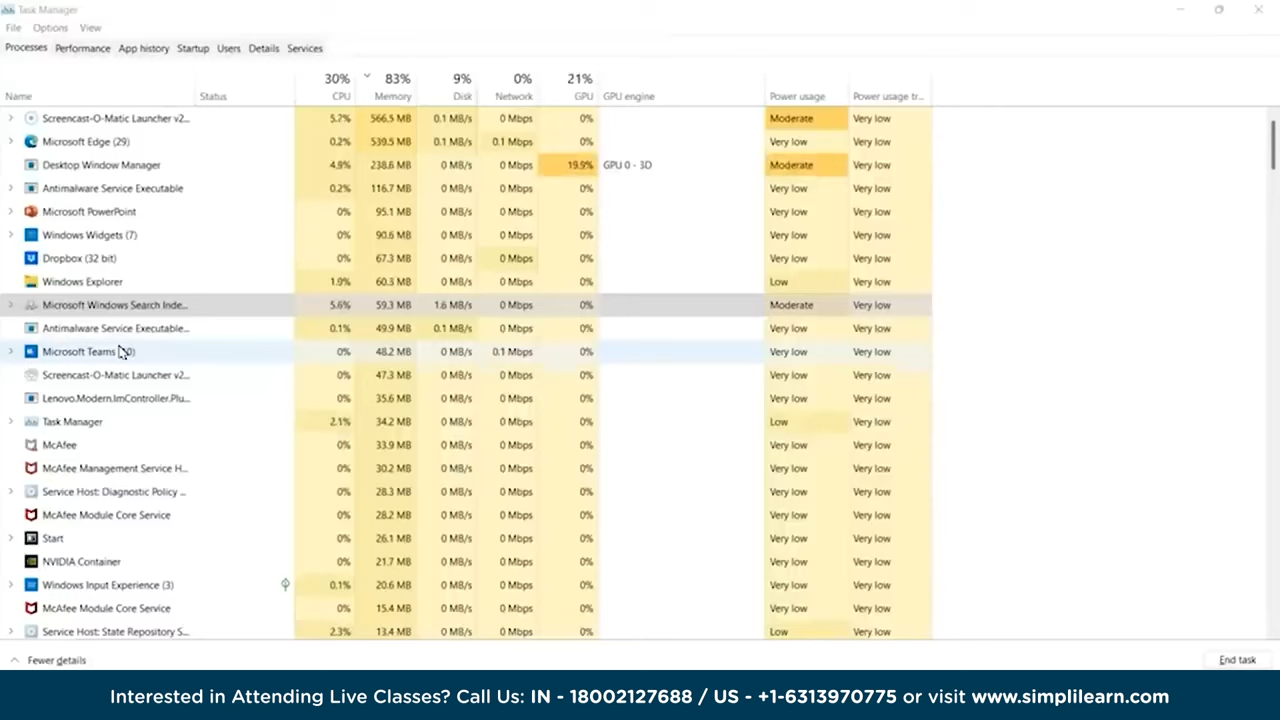 Task Manager
File Options View
Processes Performance App history Startup Users Details Services
30% 83% 9% 0% 21%
Name Status CPU Memory Disk Network GPU GPU engine Power usage Power usage tr...
Screencast-O-Matic Launcher v2... 5.7% 566.5 MB 0.1 MB/s 0 Mbps 0% Moderate Very low
Microsoft Edge (29) 0.2% 539.5 MB 0.1 MB/s 0.1 Mbps 0% Very low Very low
Desktop Window Manager 4.9% 238.6 MB 0 MB/s 0 Mbps 19.9% GPU 0 - 3D Moderate Very low
Antimalware Service Executable 0.2% 116.7 MB 0 MB/s 0 Mbps 0% Very low Very low
Microsoft PowerPoint 0% 95.1 MB 0 MB/s 0 Mbps 0% Very low Very low
Windows Widgets (7) 0% 90.6 MB 0 MB/s 0 Mbps 0% Very low Very low
Dropbox (32 bit) 0% 67.3 MB 0 MB/s 0 Mbps 0% Very low Very low
Windows Explorer 1.9% 60.3 MB 0 MB/s 0 Mbps 0% Low Very low
Microsoft Windows Search Inde... 5.6% 59.3 MB 1.6 MB/s 0 Mbps 0% Moderate Very low
Antimalware Service Executable... 0.1% 49.9 MB 0.1 MB/s 0 Mbps 0% Very low Very low
Microsoft Teams 0% 48.2 MB 0 MB/s 0.1 Mbps 0% Very low Very low
Screencast-O-Matic Launcher v2... 0% 47.3 MB 0 MB/s 0 Mbps 0% Very low Very low
Lenovo.Modern.ImController.Plu... 0% 35.6 MB 0 MB/s 0 Mbps 0% Very low Very low
Task Manager 2.1% 34.2 MB 0 MB/s 0 Mbps 0% Low Very low
McAfee 0% 33.9 MB 0 MB/s 0 Mbps 0% Very low Very low
McAfee Management Service H... 0% 30.2 MB 0 MB/s 0 Mbps 0% Very low Very low
Service Host: Diagnostic Policy ... 0% 28.3 MB 0 MB/s 0 Mbps 0% Very low Very low
McAfee Module Core Service 0% 28.2 MB 0 MB/s 0 Mbps 0% Very low Very low
Start 0% 26.1 MB 0 MB/s 0 Mbps 0% Very low Very low
NVIDIA Container 0% 21.7 MB 0 MB/s 0 Mbps 0% Very low Very low
Windows Input Experience (3) 0.1% 20.6 MB 0 MB/s 0 Mbps 0% Very low Very low
McAfee Module Core Service 0% 15.4 MB 0 MB/s 0 Mbps 0% Very low Very low
Service Host: State Repository S... 2.3% 13.4 MB 0 MB/s 0 Mbps 0% Low Very low
Fewer details End task
Interested in Attending Live Classes? Call Us: IN - 18002127688 / US - +1-6313970775 or visit www.simplilearn.com